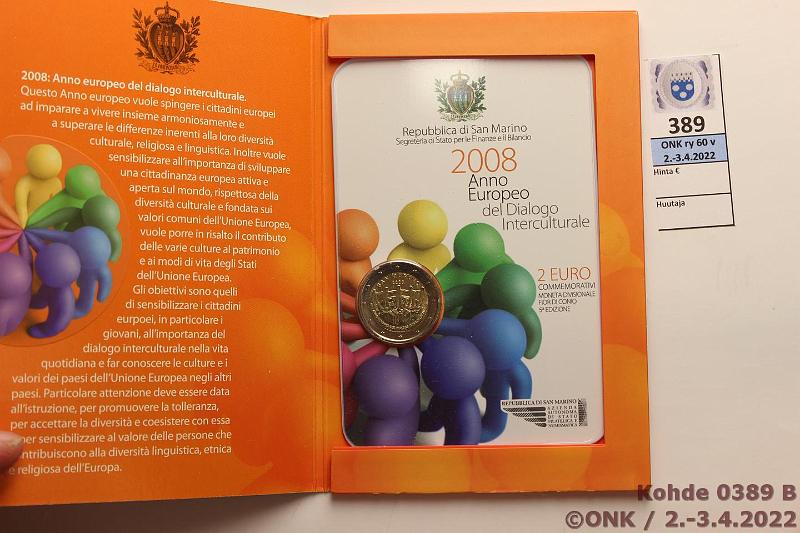 2008: Anno europeo del dialogo interculturale.
Questo Anno europeo vuole spingere i cittadini europei
ad imparare a vivere insieme armoniosamente e
a superare le differenze inerenti alla loro diversità
culturale, religiosa e linguistica. Inoltre vuole
sensibilizzare all'importanza di sviluppare
una cittadinanza europea attiva e
aperta sul mondo, rispettosa della
diversità culturale e fondata sui
valori comuni dell'Unione Europea,
vuole porre in risalto il contributo
delle varie culture al patrimonio
e ai modi di vita degli Stati
dell'Unione Europea.
Gli obiettivi sono quelli
di sensibilizzare i cittadini
eurpoei, in particolare i
giovani, all'importanza del
dialogo interculturale nella vita
quotidiana e far conoscere le culture e i
valori dei paesi dell'Unione Europea negli altri
paesi. Particolare attenzione deve essere data
all'istruzione, per promuovere la tolleranza,
per accettare la diversità e coesistere con essa
per sensibilizzare al valore delle persone che
contribuiscono alla diversità linguistica, etnica
e religiosa dell'Europa.
Repubblica di San Marino
Segreteria di Stato per le Finanze e il Bilancio
2008
Anno
Europeo
del Dialogo
Interculturale
2 EURO
COMMEMORATIVI
MONETA DIVISIONALE
FIOR DI CONIO
5ª EDIZIONE
REPUBBLICA DI SAN MARINO
AZIENDA
AUTONOMA
DI STATO
FILATELICA E
NUMISMATICA
389
ONK ry 60 v
2.-3.4.2022
Hinta €
Huutaja
Kohde 0389 B
©ONK / 2.-3.4.2022